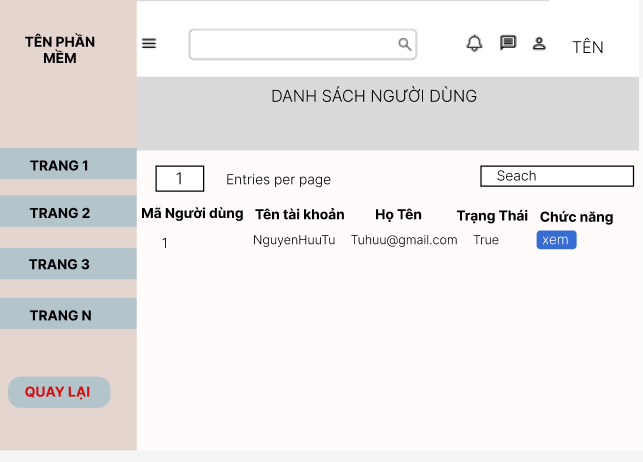 TÊN PHẦN
MỀM
TÊN
DANH SÁCH NGƯỜI DÙNG
TRANG 1
TRANG 2
TRANG 3
TRANG N
QUAY LẠI
1 Entries per page
Seach
Mã Người dùng Tên tài khoản Họ Tên Trạng Thái Chức năng
1 NguyenHuuTu Tuhuu@gmail.com True xem